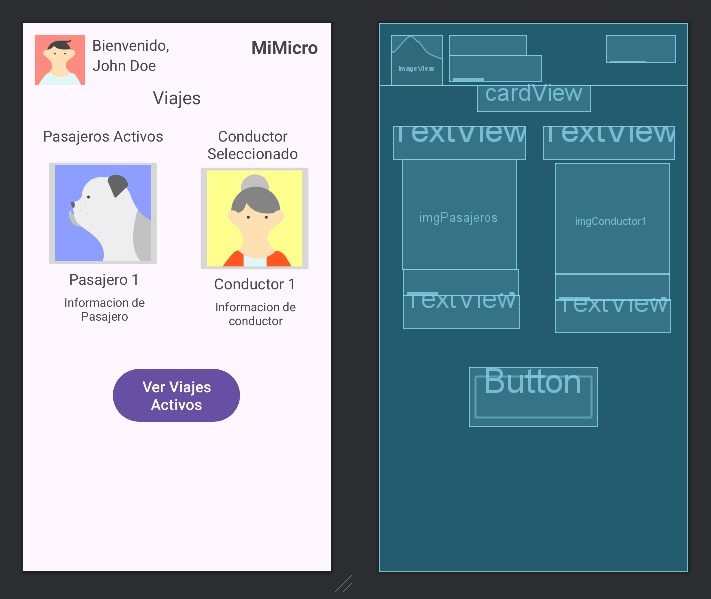 Bienvenido,
John Doe
MiMicro
Viajes
Pasajeros Activos
Conductor
Seleccionado
Pasajero 1
Conductor 1
Informacion de
Pasajero
Informacion de
conductor
Ver Viajes
Activos
ImageView
cardView
TextView
TextView
imgPasajeros
imgConductor1
TextView
TextView
Button